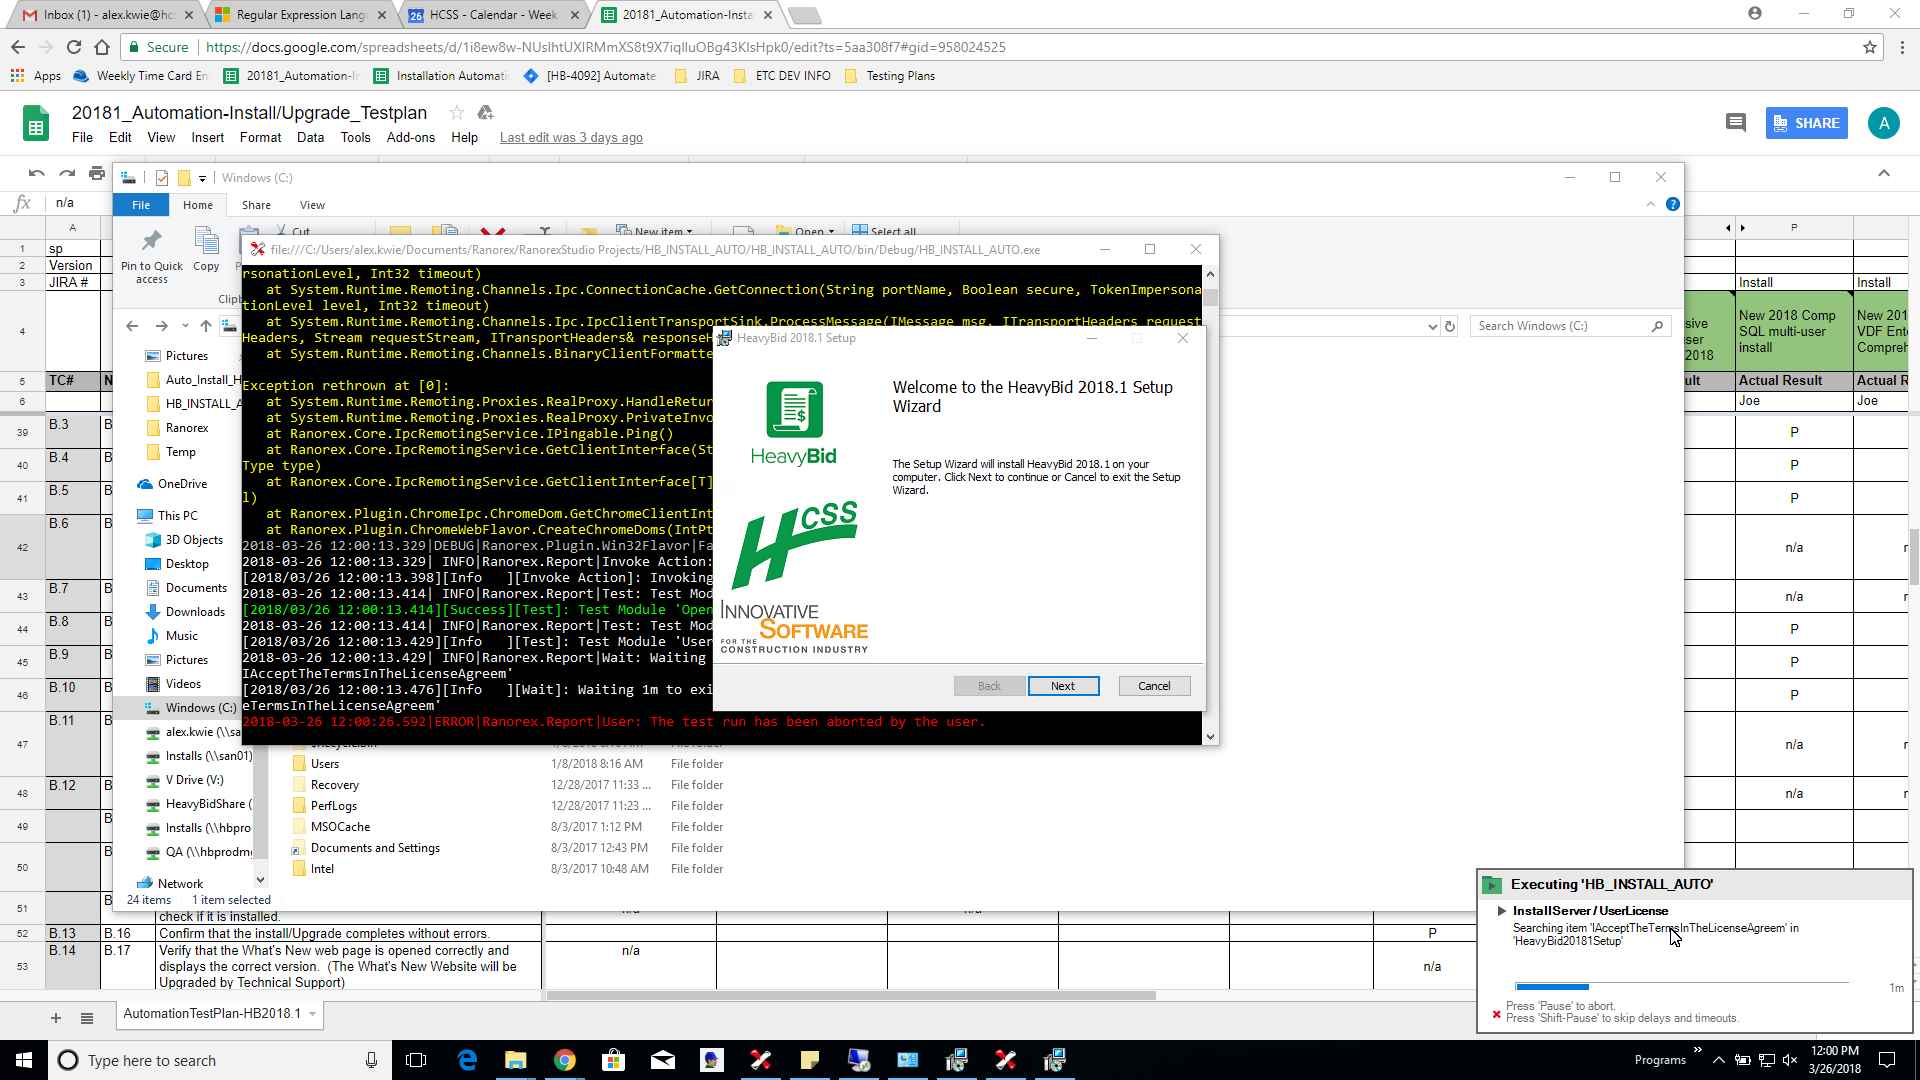 Inbox (1) - alex.kwie@hc
Regular Expression Lang
HCSS - Calendar - Week
20181_Automation-Insta
Secure
https://docs.google.com/spreadsheets/d/
/edit?ts=5aa308f7#gid=958024525
Apps
Weekly Time Card En
20181_Automation-I
Installation Automati
[HB-4092] Automate
JIRA
ETC DEV INFO
Testing Plans
20181_Automation-Install/Upgrade_Testplan
File Edit View Insert Format Data Tools Add-ons Help Last edit was 3 days ago
SHARE
A
Windows (C:)
fx n/a
File Home Share View
Cut
New item
Open
Select all
Pin to Quick access
Copy
Clipb
A
P
1 sp
2 Version
3 JIRA #
4
5 TC# N
6
Install
Install
sive
ser
2018
New 2018 Comp
SQL multi-user
install
New 201
VDF Ent
Compreh
ult
Actual Result
Actual R
Joe
Joe
file:///C:/Users/alex.kwie/Documents/Ranorex/RanorexStudio Projects/HB_INSTALL_AUTO/HB_INSTALL_AUTO/bin/Debug/HB_INSTALL_AUTO.exe
rsonationLevel, Int32 timeout)
at System.Runtime.Remoting.Channels.Ipc.ConnectionCache.GetConnection(String portName, Boolean secure, TokenImpersona
tionLevel level, Int32 timeout)
at System.Runtime.Remoting.Channels.Ipc.IpcClientTransportSink.ProcessMessage(IMessage msg, ITransportHeaders request
Headers, Stream requestStream, ITransportHeaders& responseH
at System.Runtime.Remoting.Channels.BinaryClientFormatte
Exception rethrown at [0]:
at System.Runtime.Remoting.Proxies.RealProxy.HandleRetur
at System.Runtime.Remoting.Proxies.RealProxy.PrivateInvo
at Ranorex.Core.IpcRemotingService.IPingable.Ping()
at Ranorex.Core.IpcRemotingService.GetClientInterface(St
Type type)
at Ranorex.Core.IpcRemotingService.GetClientInterface[T]
l)
at Ranorex.Plugin.ChromeIpc.ChromeDom.GetChromeClientInt
at Ranorex.Plugin.ChromeWebFlavor.CreateChromeDoms(IntPt
2018-03-26 12:00:13.329|DEBUG|Ranorex.Plugin.Win32Flavor|Fa
2018-03-26 12:00:13.329| INFO|Ranorex.Report|Invoke Action:
[2018/03/26 12:00:13.398][Info ][Invoke Action]: Invoking
2018-03-26 12:00:13.414| INFO|Ranorex.Report|Test: Test Mod
[2018/03/26 12:00:13.414][Success][Test]: Test Module 'Open
2018-03-26 12:00:13.414| INFO|Ranorex.Report|Test: Test Mod
[2018/03/26 12:00:13.429][Info ][Test]: Test Module 'User
2018-03-26 12:00:13.429| INFO|Ranorex.Report|Wait: Waiting
IAcceptTheTermsInTheLicenseAgreem'
[2018/03/26 12:00:13.476][Info ][Wait]: Waiting 1m to exi
eTermsInTheLicenseAgreem'
2018-03-26 12:00:26.592|ERROR|Ranorex.Report|User: The test run has been aborted by the user.
HeavyBid 2018.1 Setup
HeavyBid
HCSS
INNOVATIVE
SOFTWARE
FOR THE
CONSTRUCTION INDUSTRY
Welcome to the HeavyBid 2018.1 Setup
Wizard
The Setup Wizard will install HeavyBid 2018.1 on your
computer. Click Next to continue or Cancel to exit the Setup
Wizard.
Back Next Cancel
Search Windows (C:)
Pictures
Auto_Install_H
HB_INSTALL_A
Ranorex
Temp
OneDrive
This PC
3D Objects
Desktop
Documents
Downloads
Music
Pictures
Videos
Windows (C:)
alex.kwie (\\sa
Installs (\\san01)
V Drive (V:)
HeavyBidShare (
Installs (\\hbpro
QA (\\hbprodm
Network
Users 1/8/2018 8:16 AM File folder
Recovery 12/28/2017 11:33 ... File folder
PerfLogs 12/28/2017 11:23 ... File folder
MSOCache 8/3/2017 1:12 PM File folder
Documents and Settings 8/3/2017 12:43 PM File folder
Intel 8/3/2017 10:48 AM File folder
24 items 1 item selected
39 B.3 B P
40 B.4 B P
41 B.5 B P
42 B.6 B n/a
43 B.7 B n/a
44 B.8 B P
45 B.9 B P
46 B.10 B P
47 B.11 B n/a
48 B.12 B n/a
49 B
50 B
51 B
check if it is installed.
52 B.13 B.16 Confirm that the install/Upgrade completes without errors. P
53 B.14 B.17 Verify that the What's New web page is opened correctly and n/a
displays the correct version. (The What's New Website will be n/a
Upgraded by Technical Support)
AutomationTestPlan-HB2018.1
Executing 'HB_INSTALL_AUTO'
InstallServer / UserLicense
Searching item 'IAcceptTheTermsInTheLicenseAgreem' in
'HeavyBid20181Setup'
1m
Press 'Pause' to abort.
Press 'Shift-Pause' to skip delays and timeouts.
Type here to search
Programs
12:00 PM
3/26/2018